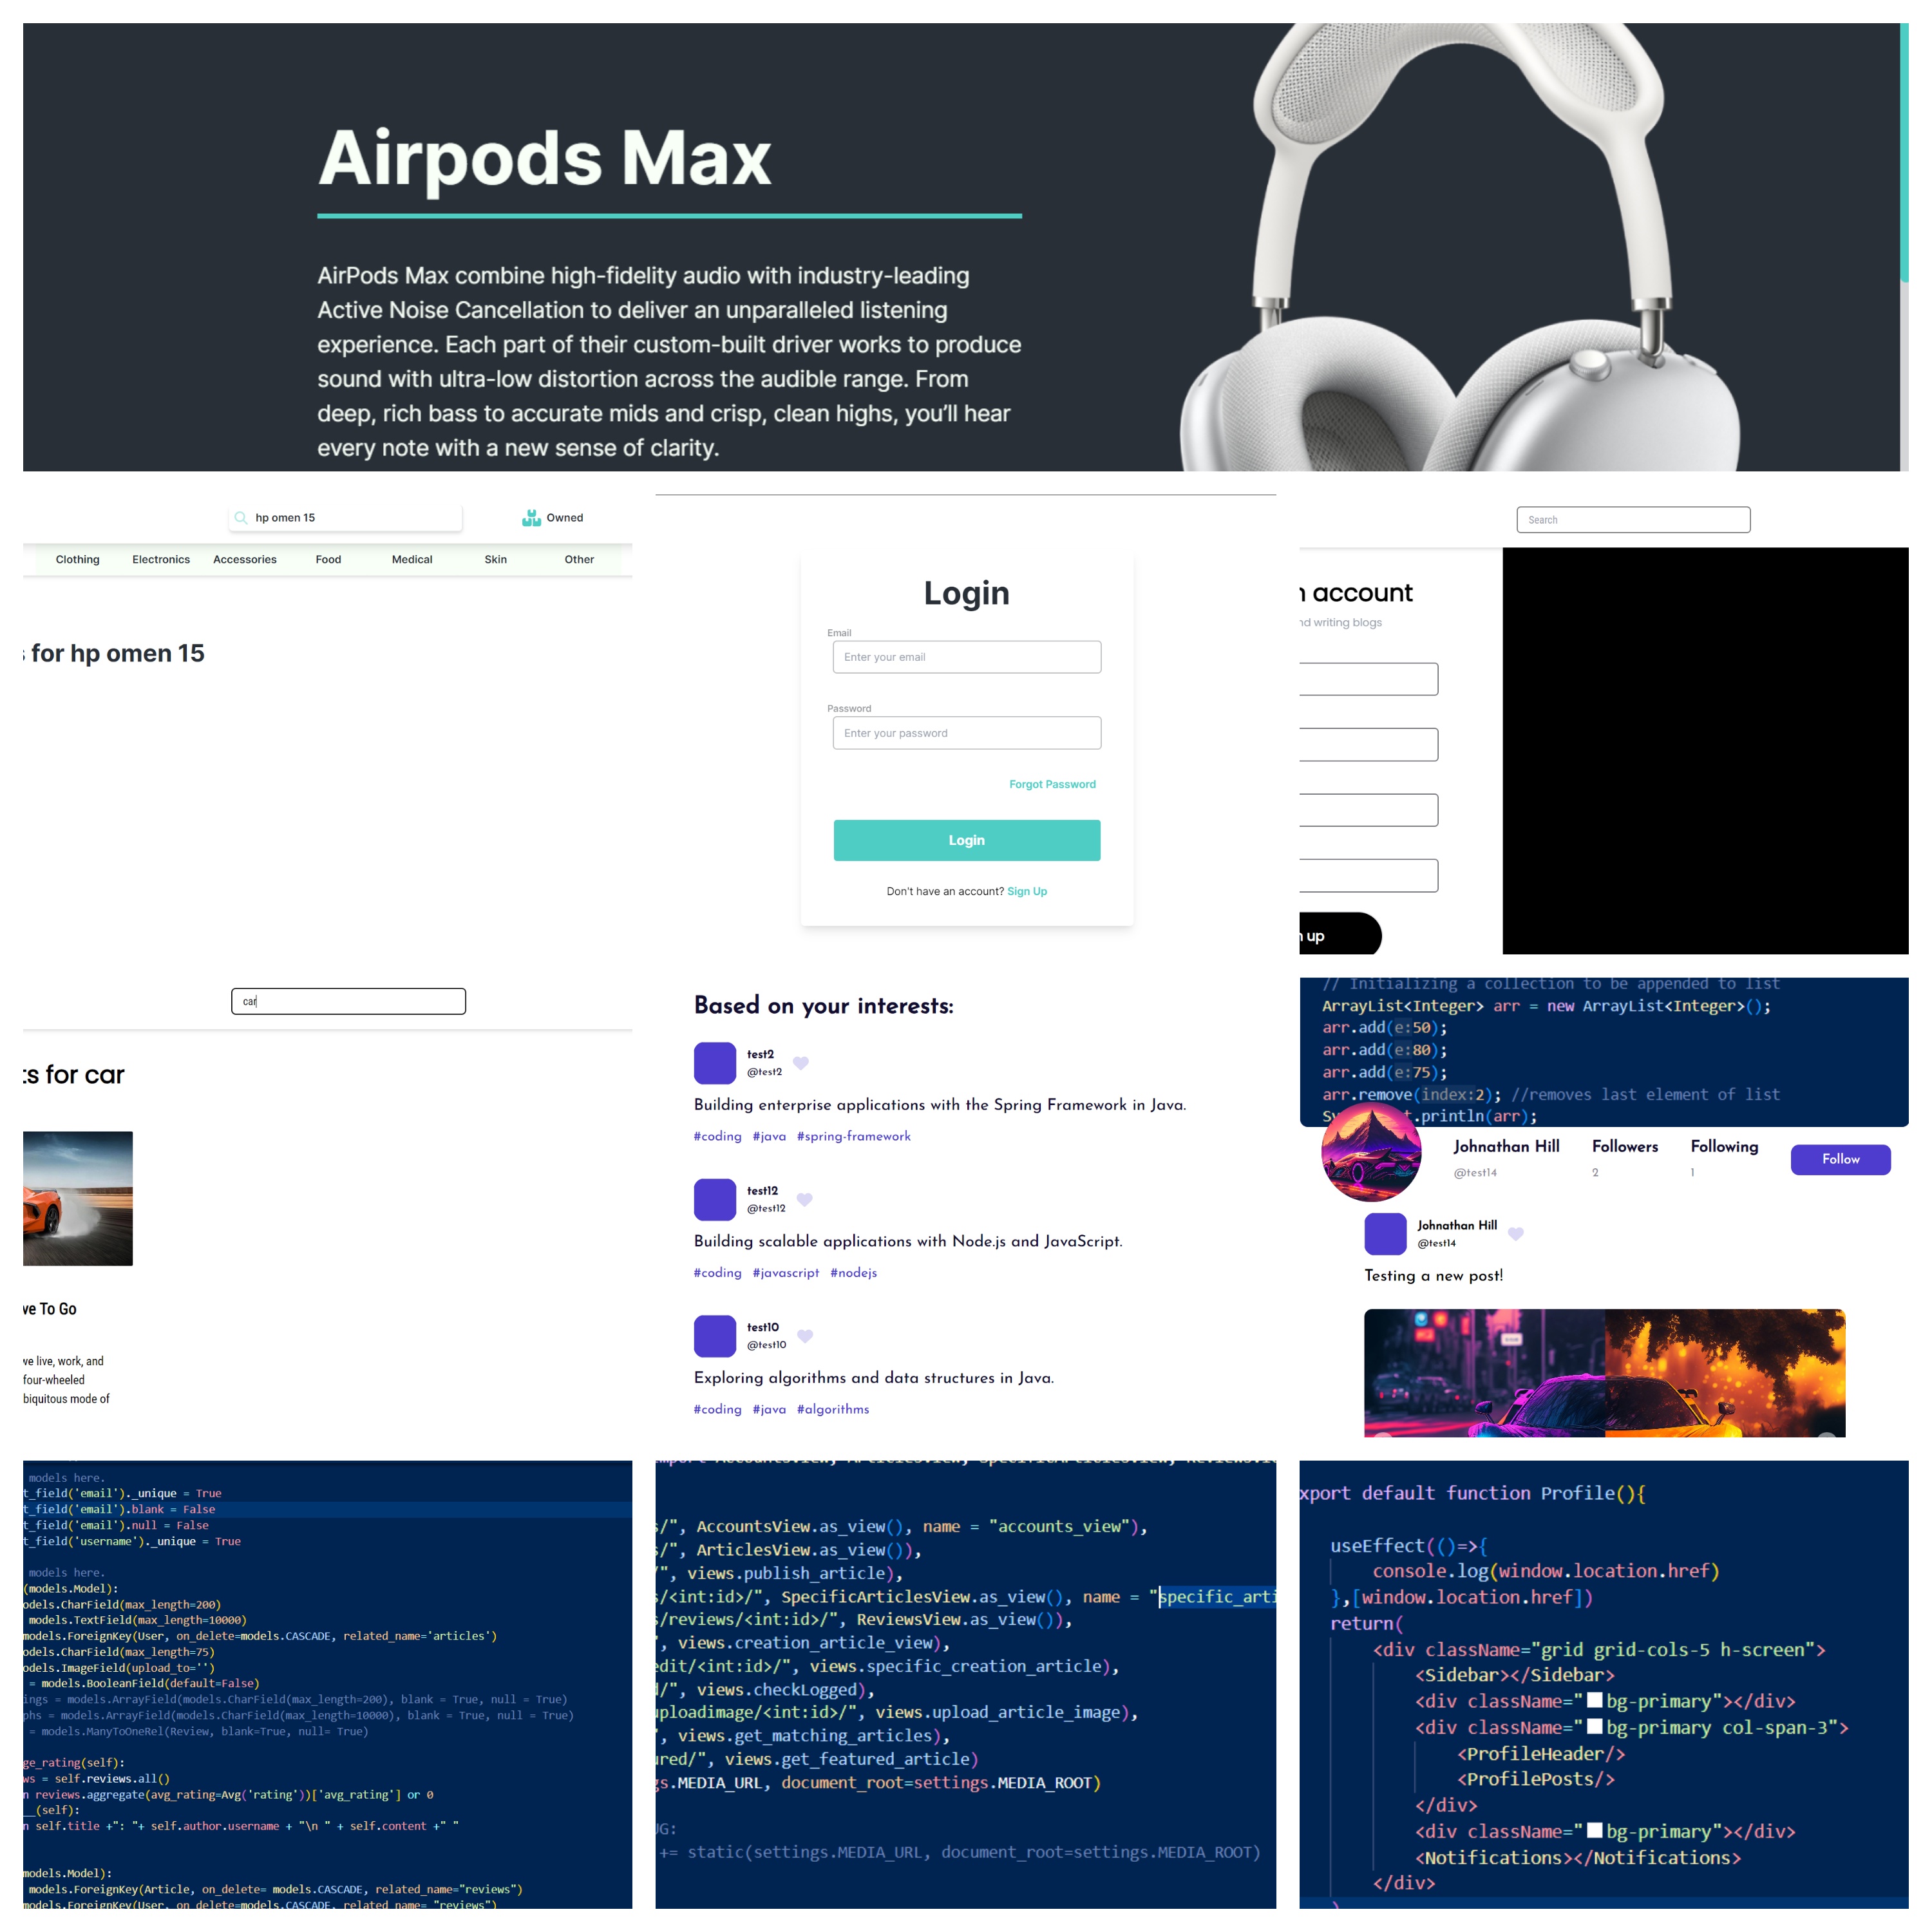 Airpods Max
AirPods Max combine high-fidelity audio with industry-leading
Active Noise Cancellation to deliver an unparalleled listening
experience. Each part of their custom-built driver works to produce
sound with ultra-low distortion across the audible range. From
deep, rich bass to accurate mids and crisp, clean highs, you'll hear
every note with a new sense of clarity.
hp omen 15
Owned
Clothing Electronics Accessories Food Medical Skin Other
for hp omen 15
Login
Email
Enter your email
Password
Enter your password
Forgot Password
Login
Don't have an account? Sign Up
Search
account
writing blogs
up
car
for car
To Go
live, work, and
four-wheeled
mode of
Based on your interests:
test2
@test2
Building enterprise applications with the Spring Framework in Java.
#coding #java #spring-framework
test12
@test12
Building scalable applications with Node.js and JavaScript.
#coding #javascript #nodejs
test10
@test10
Exploring algorithms and data structures in Java.
#coding #java #algorithms
// Initializing a collection to be appended to list
ArrayList<Integer> arr = new ArrayList<Integer>();
arr.add(e:50);
arr.add(e:80);
arr.add(e:75);
arr.remove(index:2); //removes last element of list
t.println(arr);
Johnathan Hill Followers Following
Follow
@test14 2 1
Johnathan Hill
@test14
Testing a new post!
models here.
t_field('email')._unique = True
t_field('email').blank = False
t_field('email').null = False
t_field('username')._unique = True
models here.
(models.Model):
odels.CharField(max_length=200)
models.TextField(max_length=10000)
models.ForeignKey(User, on_delete=models.CASCADE, related_name='articles')
odels.CharField(max_length=75)
odels.ImageField(upload_to='')
= models.BooleanField(default=False)
ings = models.ArrayField(models.CharField(max_length=200), blank = True, null = True)
phs = models.ArrayField(models.CharField(max_length=10000), blank = True, null = True)
= models.ManyToOneRel(Review, blank=True, null= True)
ge_rating(self):
ws = self.reviews.all()
n reviews.aggregate(avg_rating=Avg('rating'))['avg_rating'] or 0
__(self):
n self.title +": "+ self.author.username + "\n " + self.content +" "
models.Model):
models.ForeignKey(Article, on_delete= models.CASCADE, related_name="reviews")
models.ForeignKey(User, on_delete=models.CASCADE, related_name= "reviews")
s/", AccountsView.as_view(), name = "accounts_view"),
s/", ArticlesView.as_view()),
/", views.publish_article),
s/<int:id>/", SpecificArticlesView.as_view(), name = "specific_arti
s/reviews/<int:id>/", ReviewsView.as_view()),
", views.creation_article_view),
edit/<int:id>/", views.specific_creation_article),
d/", views.checkLogged),
uploadimage/<int:id>/", views.upload_article_image),
", views.get_matching_articles),
ured/", views.get_featured_article)
gs.MEDIA_URL, document_root=settings.MEDIA_ROOT)
UG:
+= static(settings.MEDIA_URL, document_root=settings.MEDIA_ROOT)
xport default function Profile(){
useEffect(()=>{
console.log(window.location.href)
},[window.location.href])
return(
<div className="grid grid-cols-5 h-screen">
<Sidebar></Sidebar>
<div className="bg-primary"></div>
<div className="bg-primary col-span-3">
<ProfileHeader/>
<ProfilePosts/>
</div>
<div className="bg-primary"></div>
<Notifications></Notifications>
</div>